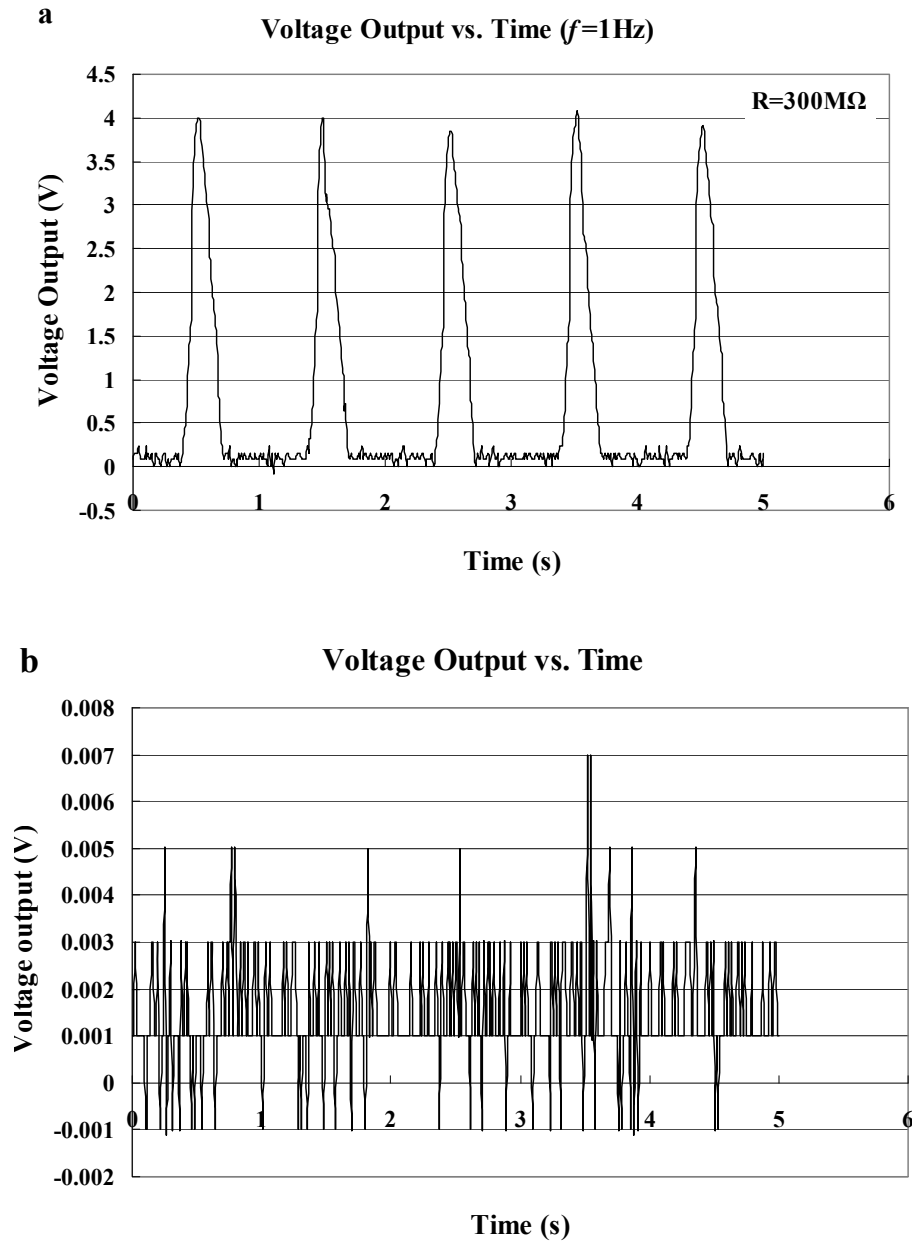 a
Voltage Output vs. Time (f=1Hz)
R=300MΩ
Voltage Output (V)
4.5
4
3.5
3
2.5
2
1.5
1
0.5
0
-0.5
0 1 2 3 4 5 6
Time (s)
b
Voltage Output vs. Time
Voltage output (V)
0.008
0.007
0.006
0.005
0.004
0.003
0.002
0.001
0
-0.001
-0.002
0 1 2 3 4 5 6
Time (s)